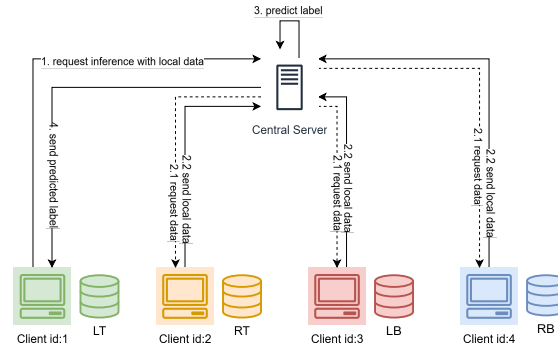 3. predict label
1. request inference with local data
Central Server
4. send predicted label
2.1 request data
2.2 send local data
2.1 request data
2.2 send local data
2.1 request data
2.2 send local data
LT
RT
LB
RB
Client id:1
Client id:2
Client id:3
Client id:4